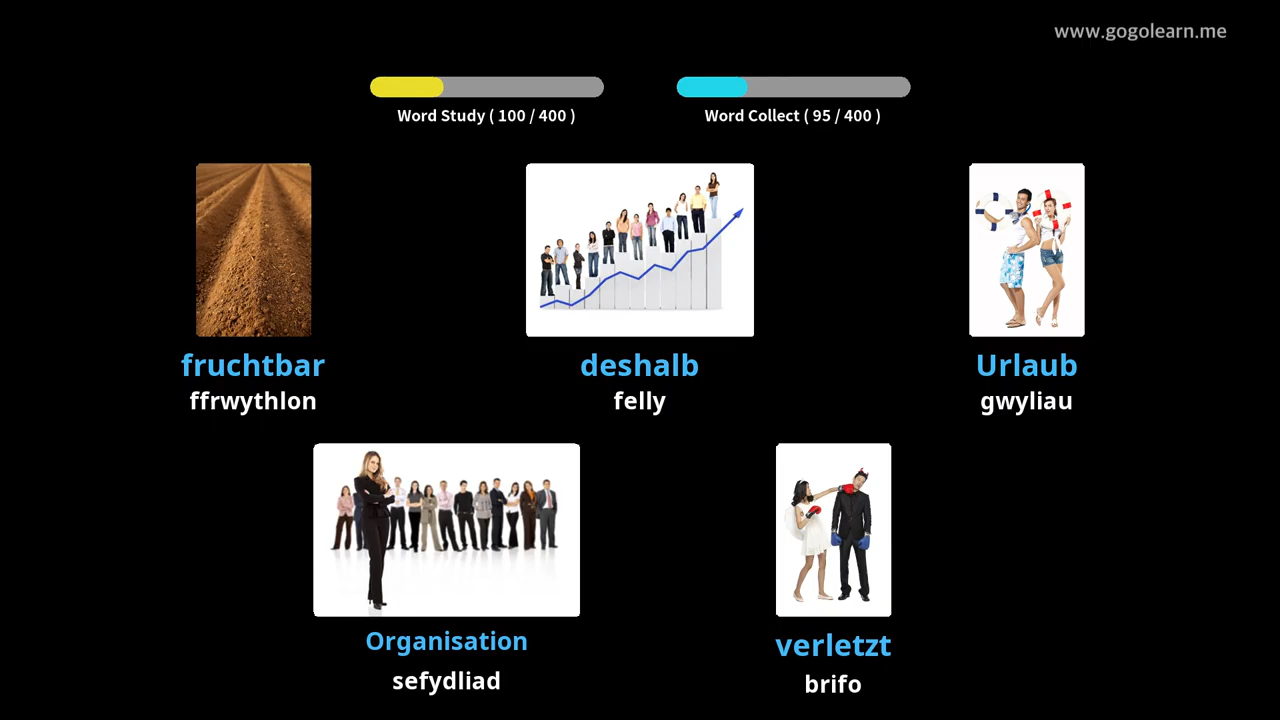 www.gogolearn.me
Word Study ( 100 / 400 )
Word Collect ( 95 / 400 )
fruchtbar
ffrwythlon
deshalb
felly
Urlaub
gwyliau
Organisation
sefydliad
verletzt
brifo